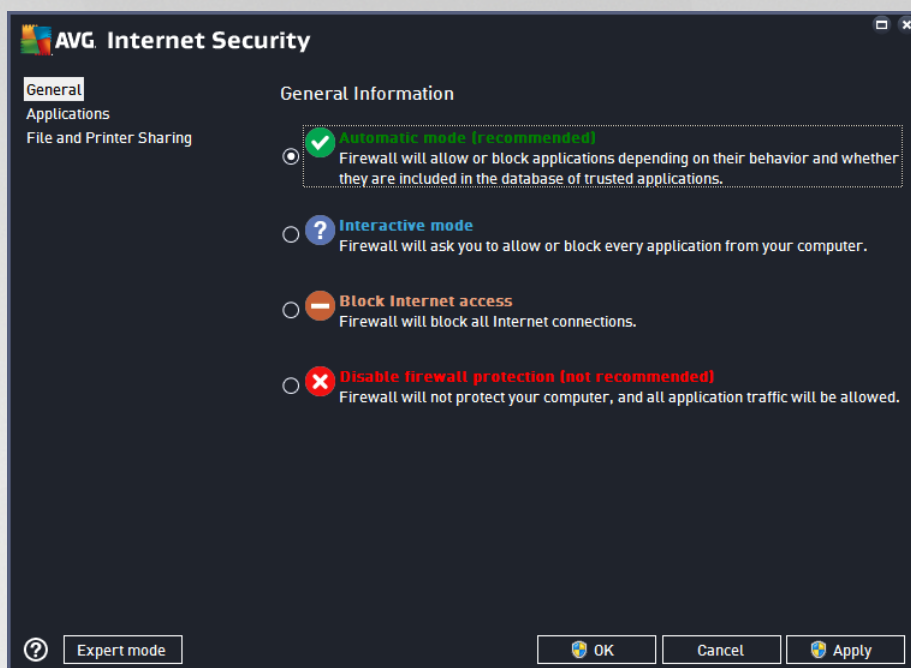 AVG. Internet Security
General
Applications
File and Printer Sharing
General Information
Automatic mode (recommended)
Firewall will allow or block applications depending on their behavior and whether
they are included in the database of trusted applications.
Interactive mode
Firewall will ask you to allow or block every application from your computer.
Block Internet access
Firewall will block all Internet connections.
Disable firewall protection (not recommended)
Firewall will not protect your computer, and all application traffic will be allowed.
Expert mode
OK
Cancel
Apply